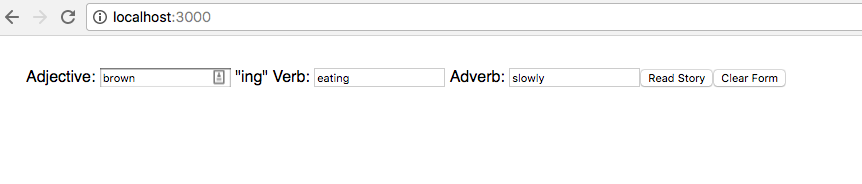 localhost:3000
Adjective: brown "ing" Verb: eating Adverb: slowly Read Story Clear Form